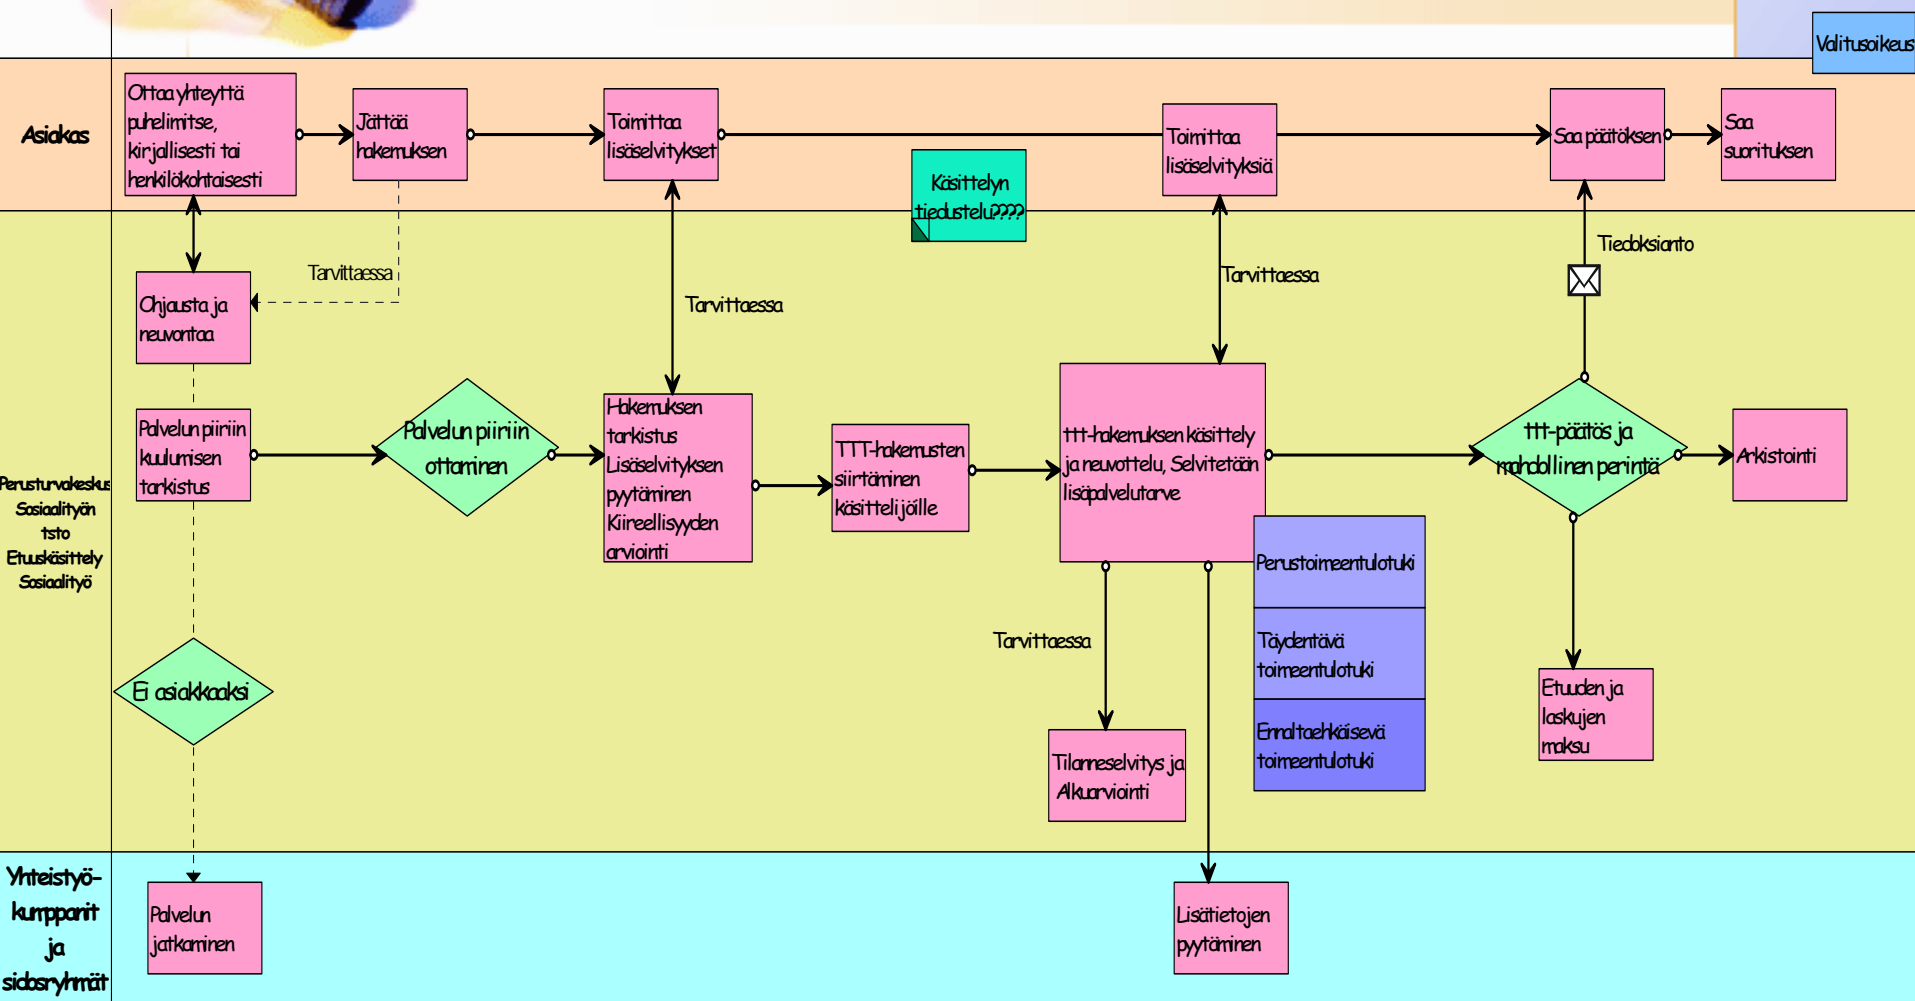 Valitusoikeus
Asiakas
Ottaa yhteyttä
puhelimitse,
kirjallisesti tai
henkilökohtaisesti
Jättää
hakemuksen
Toimittaa
lisäselvitykset
Käsittelyn
tiedustelu????
Toimittaa
lisäselvityksiä
Saa päätöksen
Saa
suorituksen
Perusturvakeskus
Sosiaalityön
tsto
Etuuskäsittely
Sosiaalityö
Ohjausta ja
neuvontaa
Tarvittaessa
Tarvittaessa
Tarvittaessa
Tiedoksianto
Palvelun piiriin
kuulumisen
tarkistus
Palvelun piiriin
ottaminen
Hakemuksen
tarkistus
Lisäselvityksen
pyytäminen
Kiireellisyyden
arviointi
TTT-hakemusten
siirtäminen
käsittelijöille
ttt-hakemuksen käsittely
ja neuvottelu, Selvitetään
lisäpalvelutarve
ttt-päätös ja
mahdollinen perintä
Arkistointi
Perustoimeentulotuki
Täydentävä
toimeentulotuki
Ennaltaehkäisevä
toimeentulotuki
Tarvittaessa
Ei asiakkaaksi
Tilanneselvitys ja
Alkuarviointi
Etuuden ja
laskujen
maksu
Yhteistyö-
kumppanit
ja
sidosryhmät
Palvelun
jatkaminen
Lisätietojen
pyytäminen